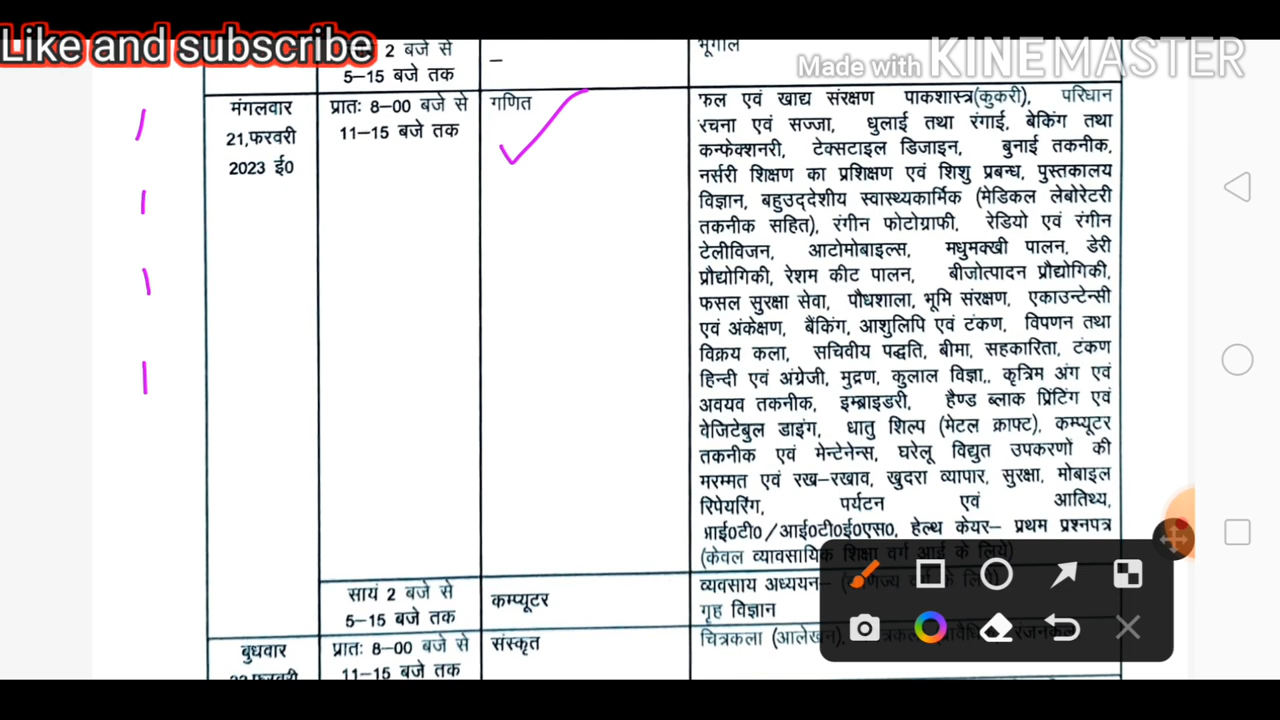 Like and subscribe
Made with KINEMASTER
सायं 2 बजे से
5–15 बजे तक
–
भूगोल
मंगलवार
21,फरवरी
2023 ई0
प्रातः 8–00 बजे से
11–15 बजे तक
गणित
फल एवं खाद्य संरक्षण पाकशास्त्र(कुकरी), परिधान
रचना एवं सज्जा, धुलाई तथा रंगाई, बेकिंग तथा
कन्फेक्शनरी, टेक्सटाइल डिजाइन, बुनाई तकनीक,
नर्सरी शिक्षण का प्रशिक्षण एवं शिशु प्रबन्ध, पुस्तकालय
विज्ञान, बहुउद्देशीय स्वास्थ्यकार्मिक (मेडिकल लेबोरेटरी
तकनीक सहित), रंगीन फोटोग्राफी, रेडियो एवं रंगीन
टेलीविजन, आटोमोबाइल्स, मधुमक्खी पालन, डेरी
प्रौद्योगिकी, रेशम कीट पालन, बीजोत्पादन प्रौद्योगिकी,
फसल सुरक्षा सेवा, पौधशाला, भूमि संरक्षण, एकाउन्टेन्सी
एवं अंकेक्षण, बैंकिंग, आशुलिपि एवं टंकण, विपणन तथा
विक्रय कला, सचिवीय पद्धति, बीमा, सहकारिता, टंकण
हिन्दी एवं अंग्रेजी, मुद्रण, कुलाल विज्ञा,, कृत्रिम अंग एवं
अवयव तकनीक, इम्ब्राइडरी, हैण्ड ब्लाक प्रिंटिंग एवं
वेजिटेबुल डाइंग, धातु शिल्प (मेटल क्राफ्ट), कम्प्यूटर
तकनीक एवं मेन्टेनेन्स, घरेलू विद्युत उपकरणों की
मरम्मत एवं रख–रखाव, खुदरा व्यापार, सुरक्षा, मोबाइल
रिपेयरिंग, पर्यटन एवं आतिथ्य,
आई0टी0/आई0टी0ई0एस0, हेल्थ केयर– प्रथम प्रश्नपत्र
(केवल व्यावसायिक शिक्षा वर्ग आई के लिये)
सायं 2 बजे से
5–15 बजे तक
कम्प्यूटर
व्यवसाय अध्ययन– (वाणिज्य वर्ग के लिये)
गृह विज्ञान
बुधवार
प्रातः 8–00 बजे से
11–15 बजे तक
संस्कृत
चित्रकला (आलेखन),